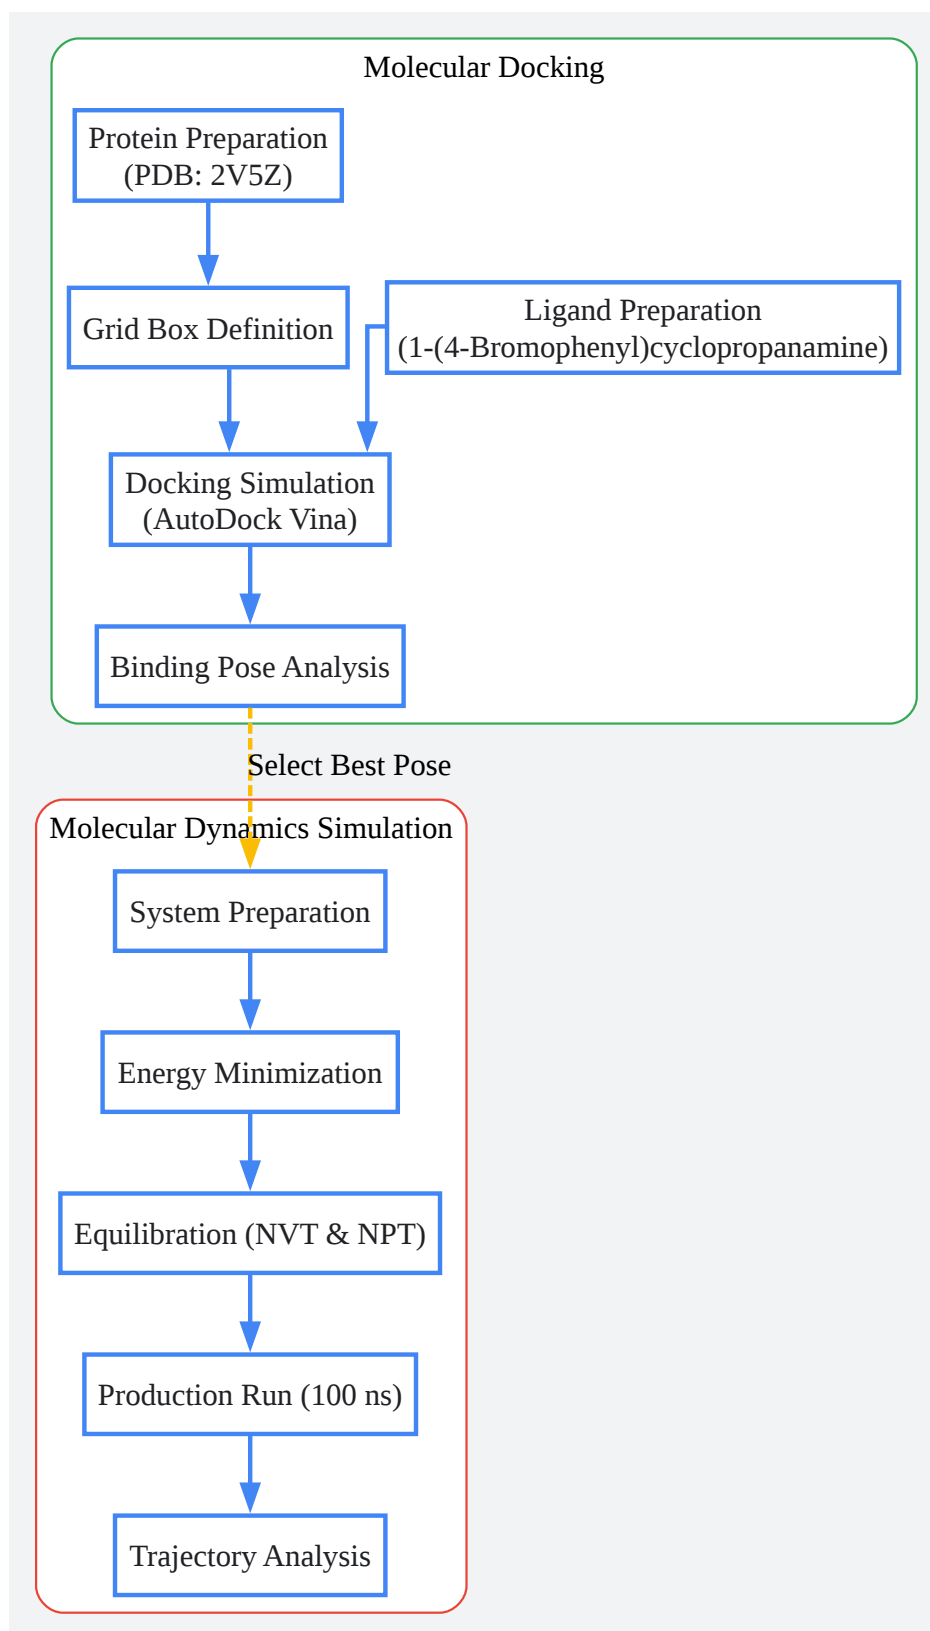 Molecular Docking
Protein Preparation
(PDB: 2V5Z)
Grid Box Definition
Ligand Preparation
(1-(4-Bromophenyl)cyclopropanamine)
Docking Simulation
(AutoDock Vina)
Binding Pose Analysis
Select Best Pose
Molecular Dynamics Simulation
System Preparation
Energy Minimization
Equilibration (NVT & NPT)
Production Run (100 ns)
Trajectory Analysis